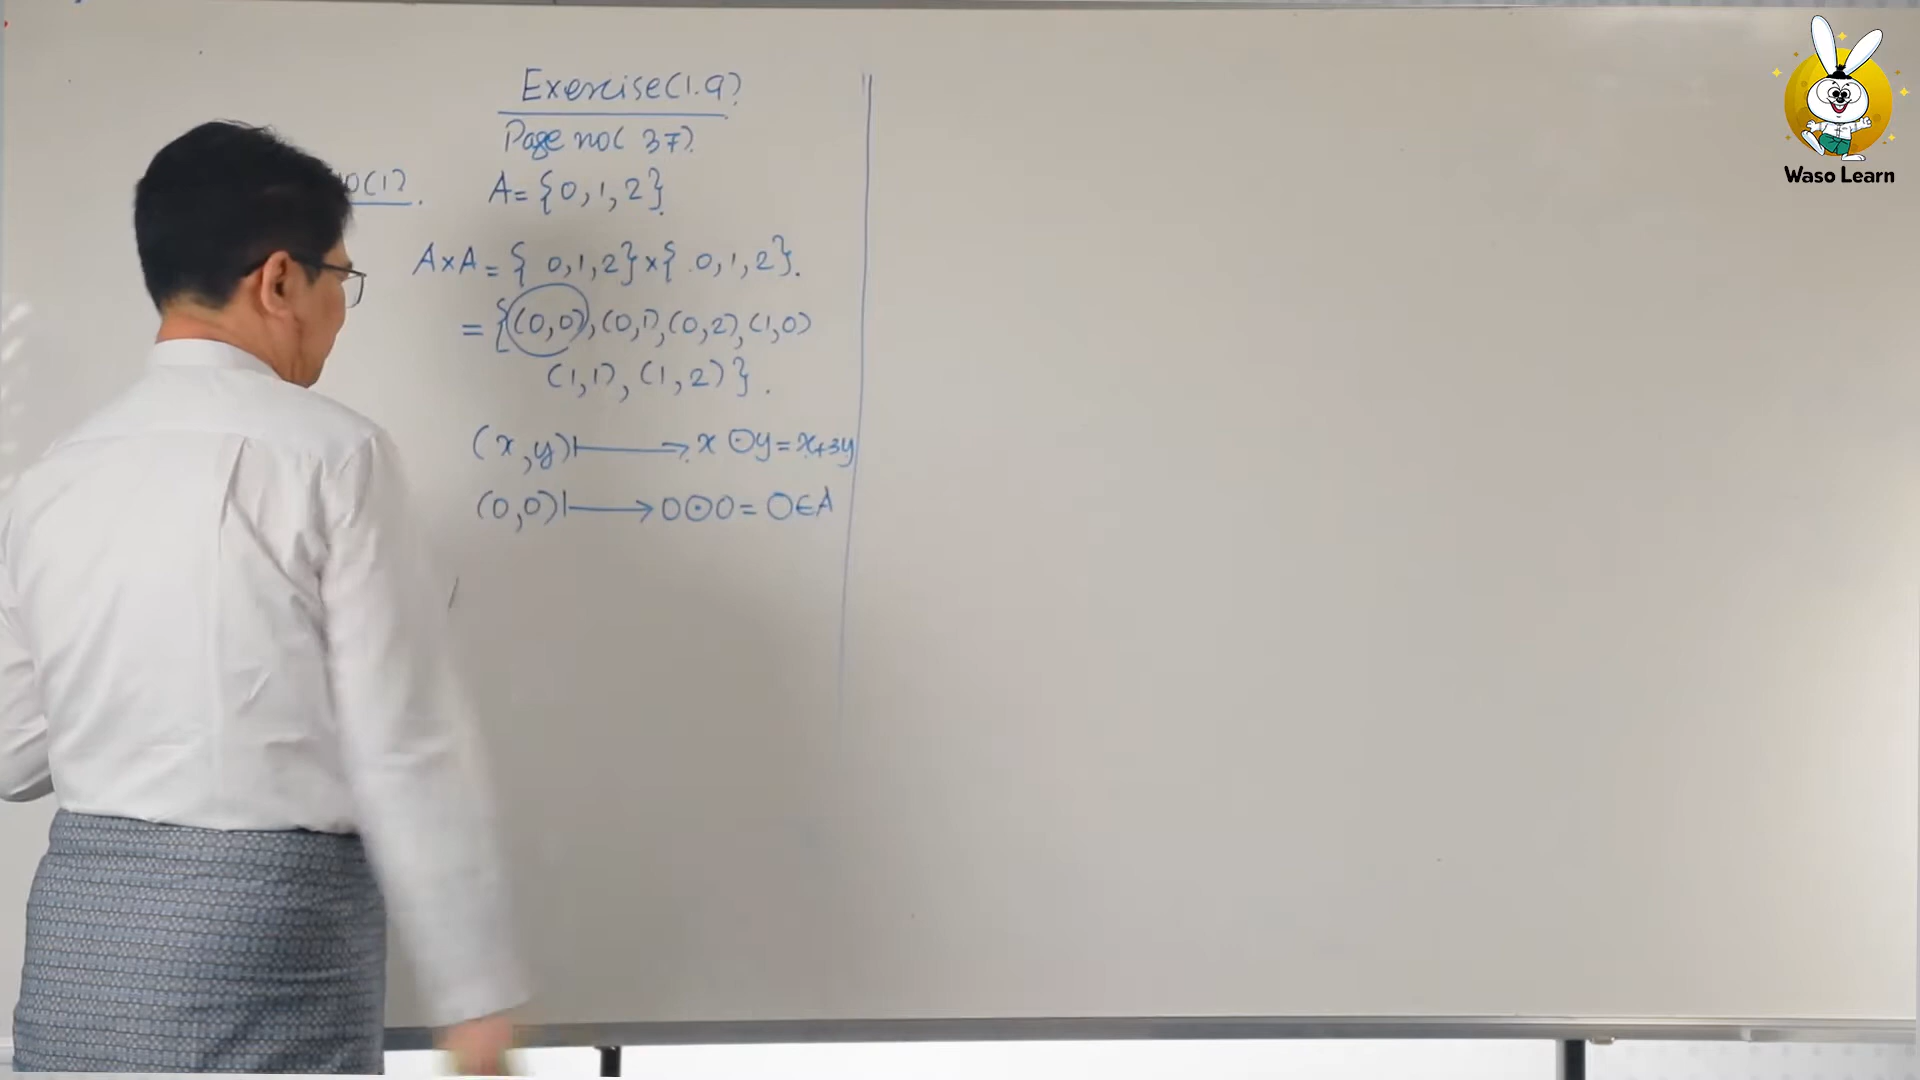 Exercise(1.9)
Page no( 37).
o(1).
A={0,1,2}.
A×A={ 0,1,2}×{ 0,1,2}.
={(0,0),(0,1),(0,2),(1,0)
(1,1),(1,2)}.
(x,y)↦x⊙y=x+3y
(0,0)↦0⊙0=0∈A
Waso Learn